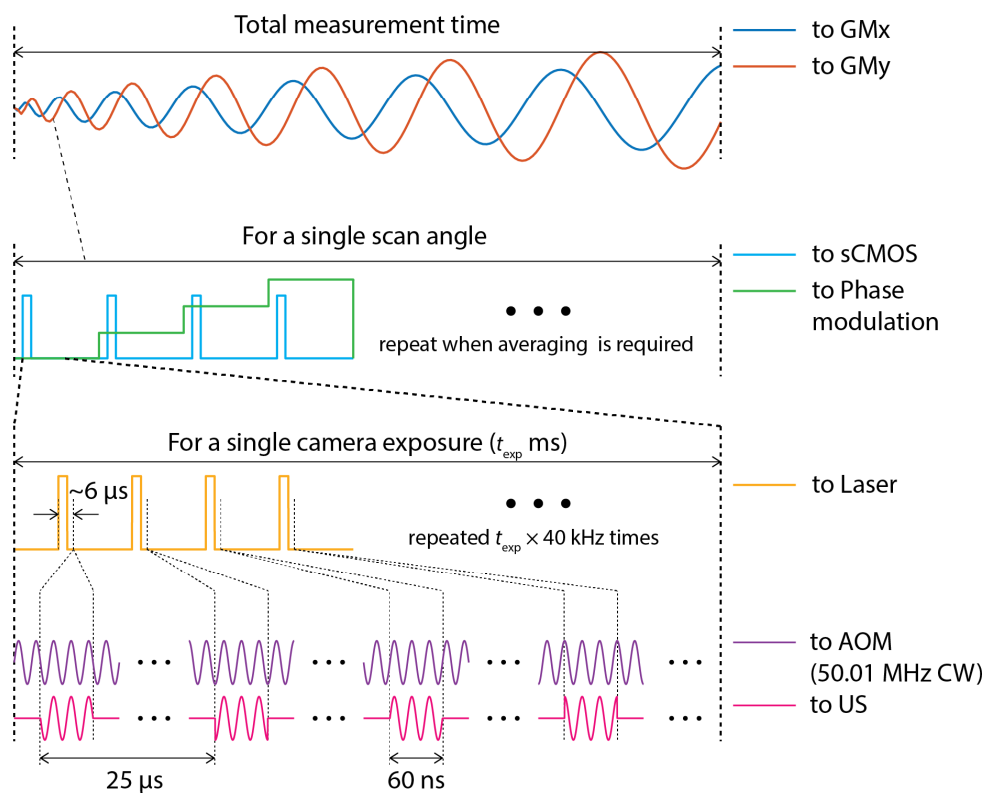 Total measurement time
to GMx
to GMy
For a single scan angle
to sCMOS
to Phase
modulation
repeat when averaging is required
For a single camera exposure (texp ms)
~6 µs
to Laser
repeated texp × 40 kHz times
to AOM
(50.01 MHz CW)
to US
25 µs
60 ns